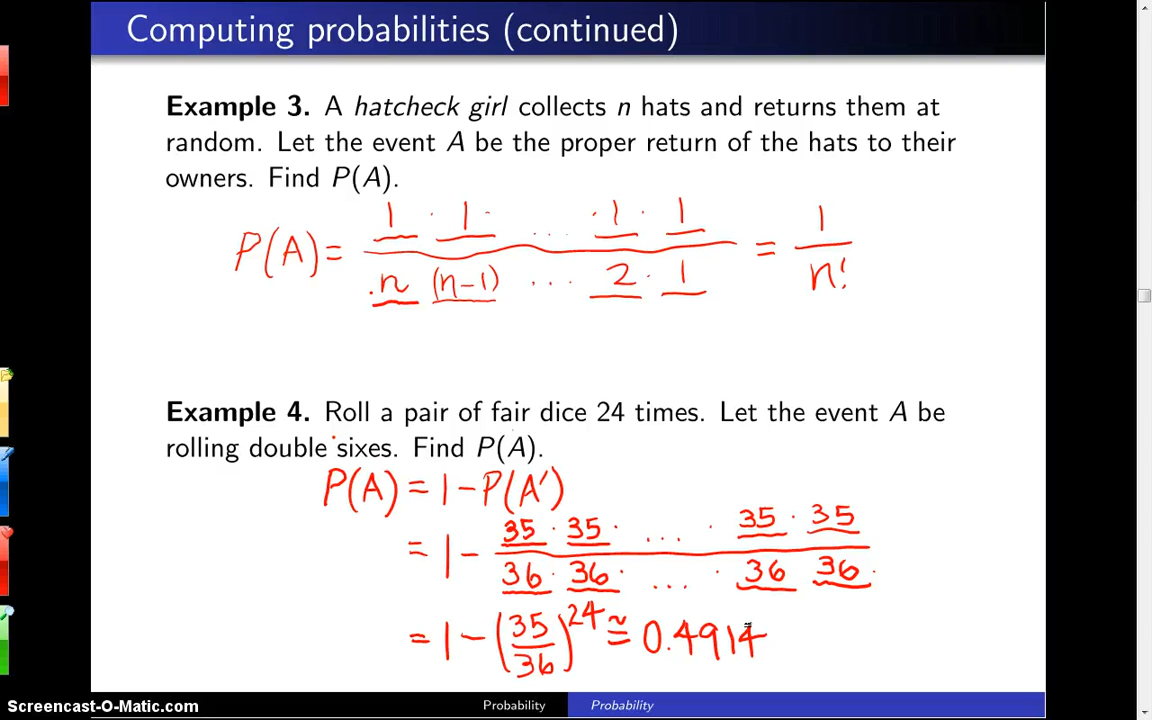 Computing probabilities (continued)
Example 3. A hatcheck girl collects n hats and returns them at
random. Let the event A be the proper return of the hats to their
owners. Find P(A).
P(A) = 1 · 1 · ... · 1 · 1 / n (n-1) ... 2 · 1 = 1 / n!
Example 4. Roll a pair of fair dice 24 times. Let the event A be
rolling double sixes. Find P(A).
P(A) = 1 - P(A')
= 1 - 35 · 35 · ... · 35 · 35 / 36 · 36 · ... · 36 · 36
= 1 - (35/36)^24 ≅ 0.4914
Screencast-O-Matic.com
Probability Probability